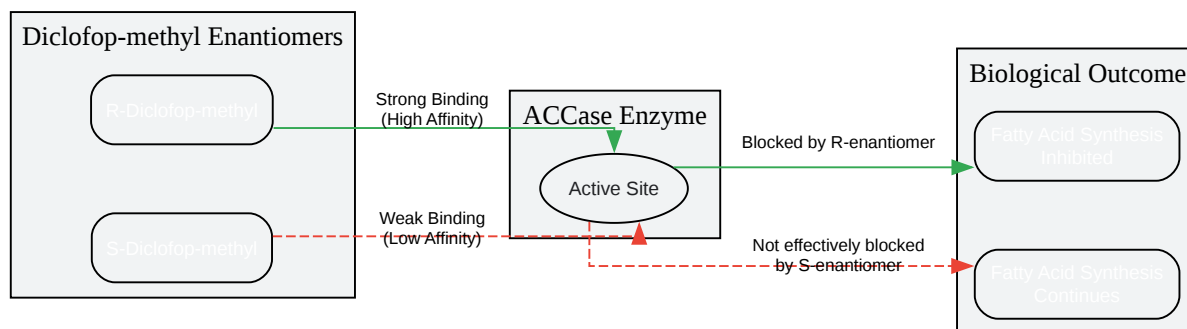 Diclofop-methyl Enantiomers
R-Diclofop-methyl
S-Diclofop-methyl
Strong Binding
(High Affinity)
Weak Binding
(Low Affinity)
ACCase Enzyme
Active Site
Blocked by R-enantiomer
Not effectively blocked
by S-enantiomer
Biological Outcome
Fatty Acid Synthesis
Inhibited
Fatty Acid Synthesis
Continues